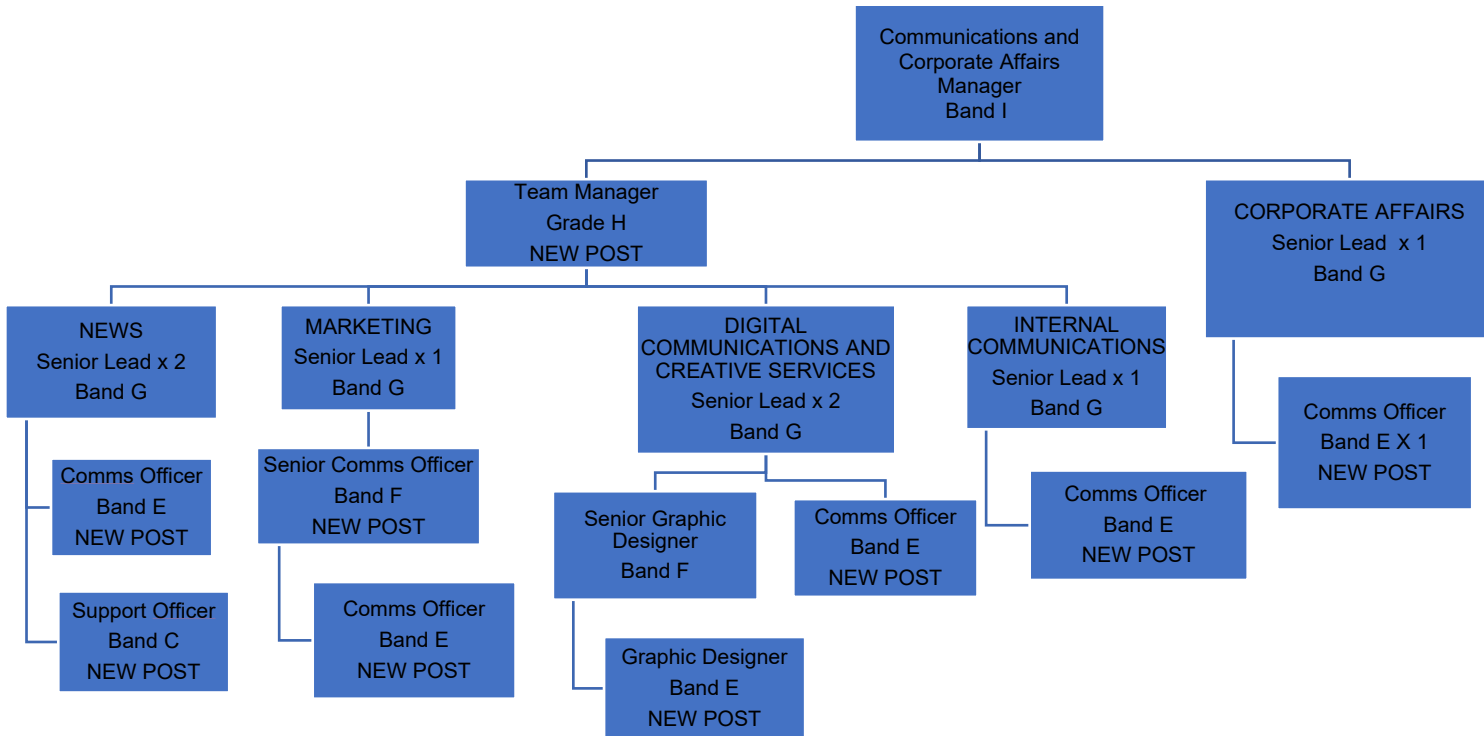 Communications and
Corporate Affairs
Manager
Band I
Team Manager
Grade H
NEW POST
CORPORATE AFFAIRS
Senior Lead  x 1
Band G
NEWS
Senior Lead x 2
Band G
MARKETING
Senior Lead x 1
Band G
DIGITAL
COMMUNICATIONS AND
CREATIVE SERVICES
Senior Lead x 2
Band G
INTERNAL
COMMUNICATIONS
Senior Lead x 1
Band G
Comms Officer
Band E X 1
NEW POST
Comms Officer
Band E
NEW POST
Senior Comms Officer
Band F
NEW POST
Senior Graphic
Designer
Band F
Comms Officer
Band E
NEW POST
Comms Officer
Band E
NEW POST
Support Officer
Band C
NEW POST
Comms Officer
Band E
NEW POST
Graphic Designer
Band E
NEW POST